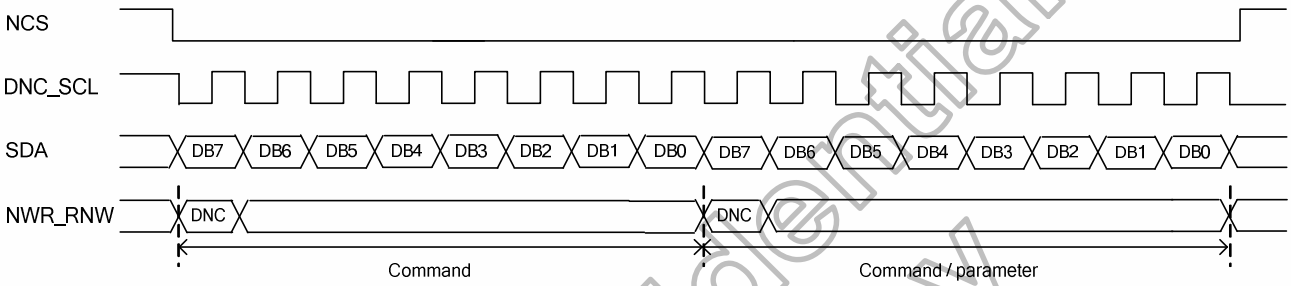 NCS
DNC_SCL
SDA DB7 DB6 DB5 DB4 DB3 DB2 DB1 DB0 DB7 DB6 DB5 DB4 DB3 DB2 DB1 DB0
NWR_RNW DNC DNC
Command Command / parameter